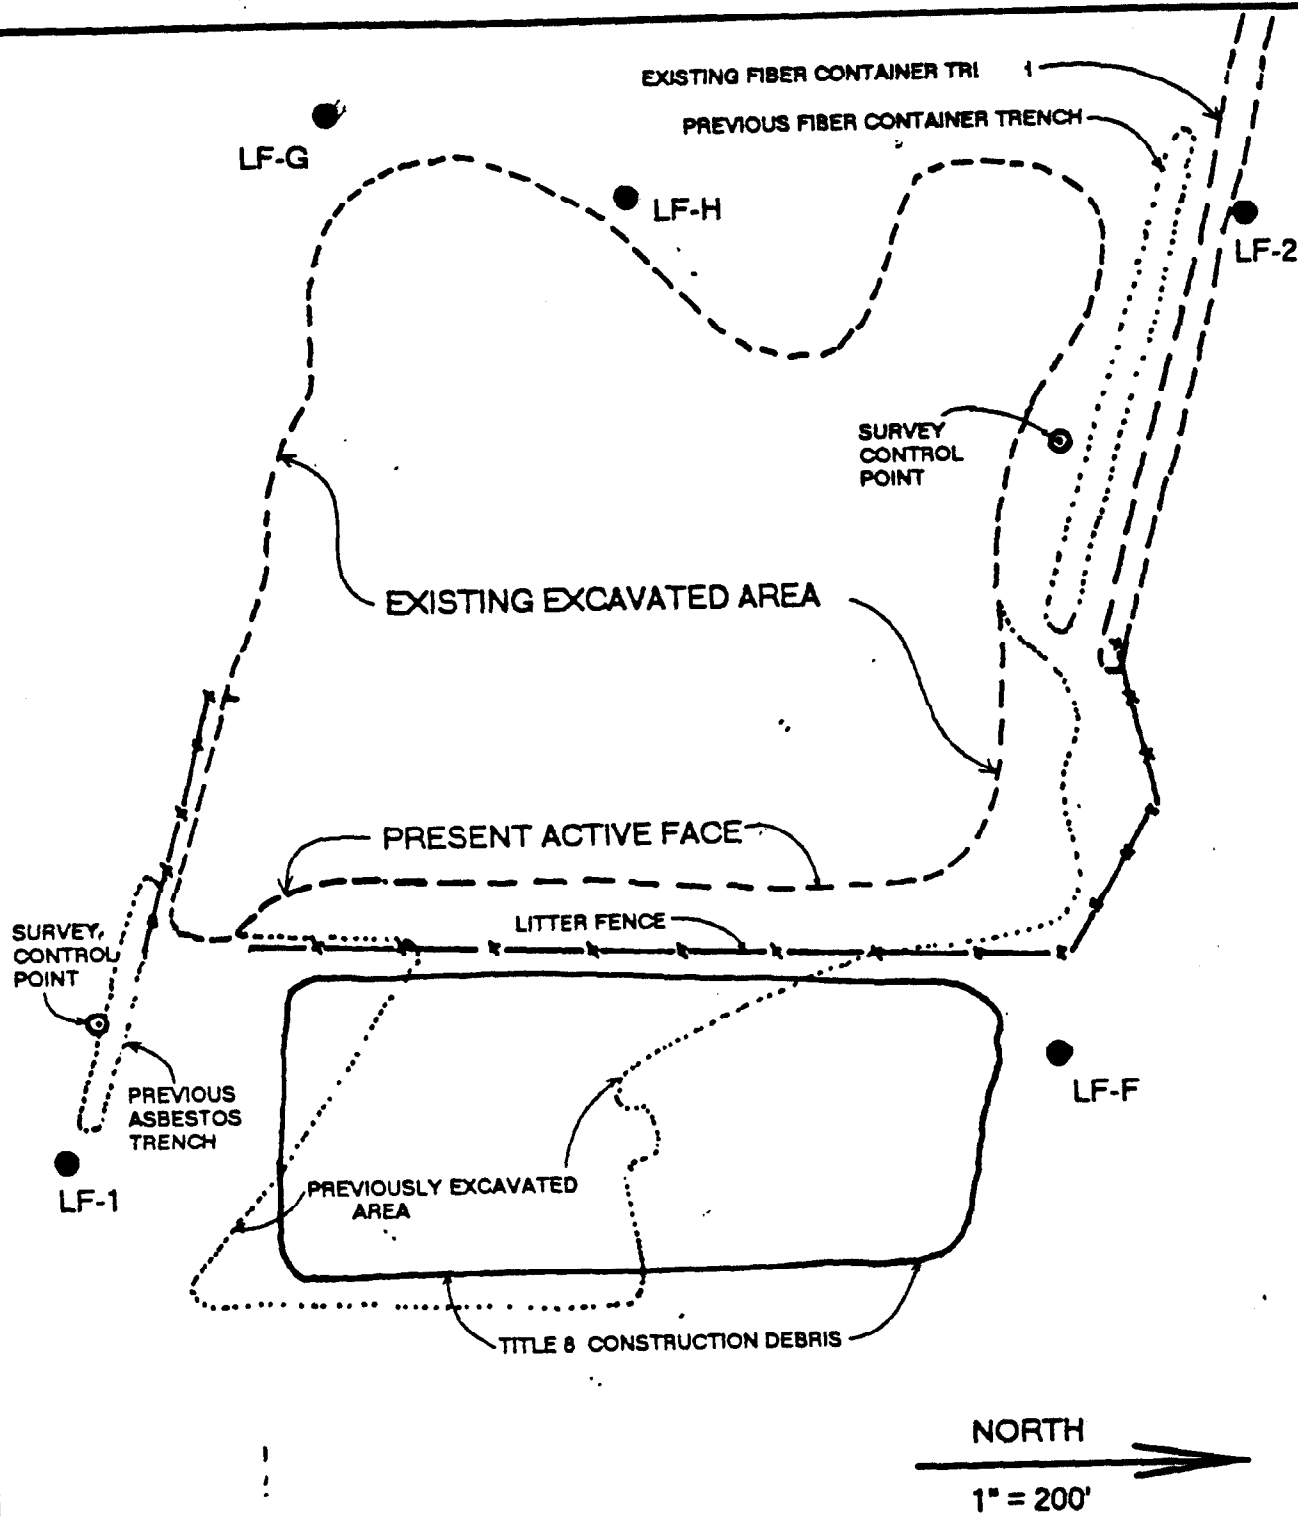 EXISTING FIBER CONTAINER
PREVIOUS FIBER CONTAINER TRENCH
LF-G
LF-H
LF-2
SURVEY
CONTROL
POINT
EXISTING EXCAVATED AREA
PRESENT ACTIVE FACE
LITTER FENCE
SURVEY
CONTROL
POINT
LF-F
PREVIOUS
ASBESTOS
TRENCH
LF-1
PREVIOUSLY EXCAVATED
AREA
TITLE 8 CONSTRUCTION DEBRIS
NORTH
1" = 200'